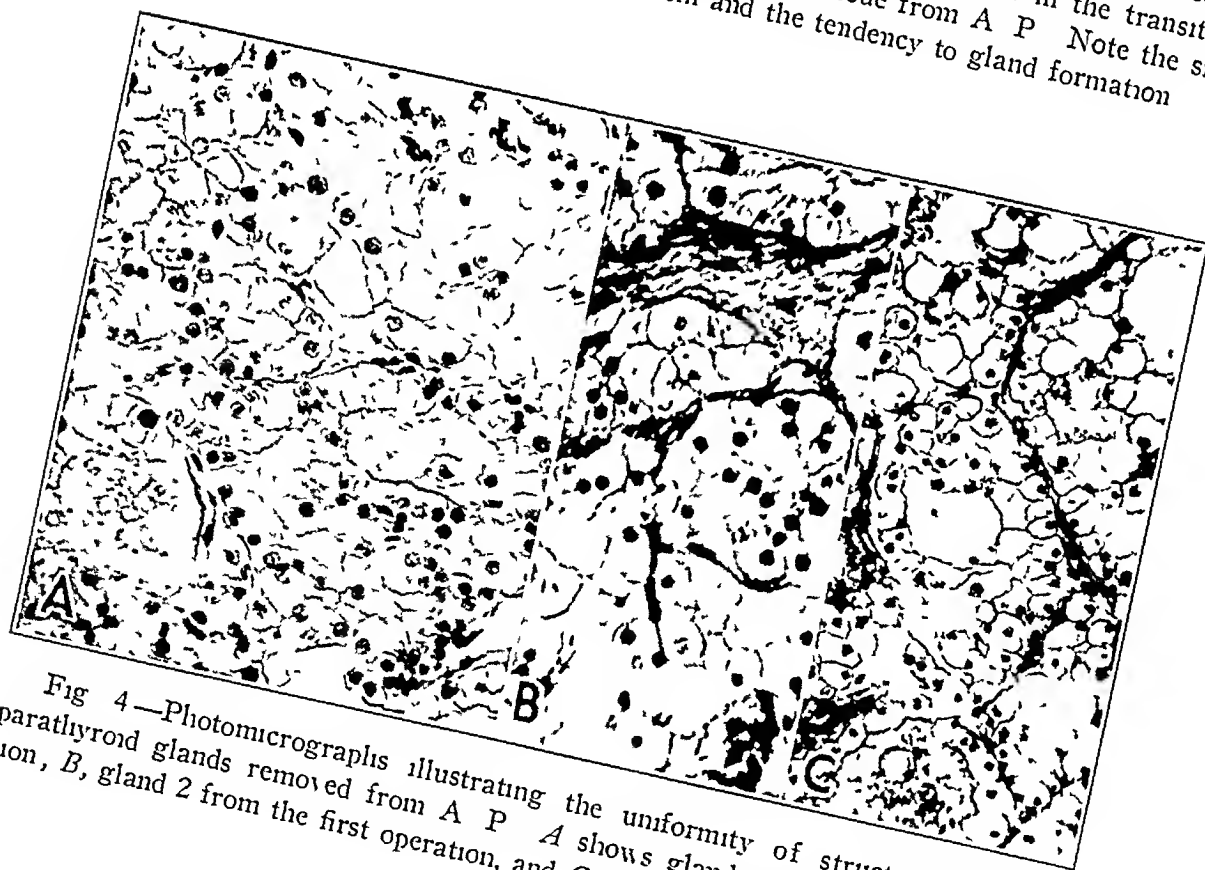 in the transit
from A P Note the s
and the tendency to gland formation
A
B
C
Fig 4—Photomicrographs illustrating the uniformity of struct
parathyroid glands removed from A P A shows gland
ion, B, gland 2 from the first operation, and